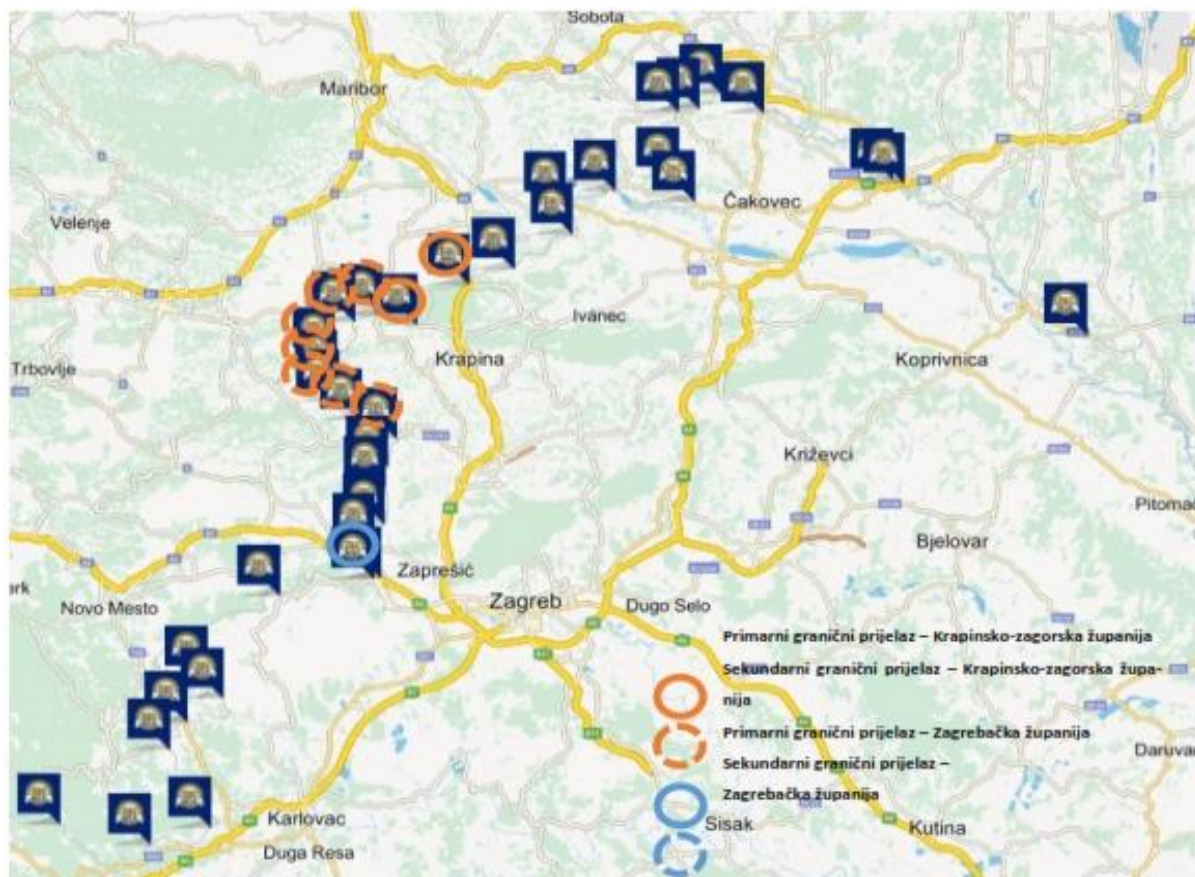 Sobota
Maribor
Velenje
Čakovec
Ivanec
Trbovlje
Krapina
Koprivnica
Križevci
Pitomač
Bjelovar
Zaprešić
ark
Novo Mesto
Zagreb
Dugo Selo
Primarni granični prijelaz – Krapinsko-zagorska županija
Sekundarni granični prijelaz – Krapinsko-zagorska župa-
nija
Primarni granični prijelaz – Zagrebačka županija
Sekundarni granični prijelaz –
Zagrebačka županija
Daruva
Karlovac
Sisak
Kutina
Duga Resa